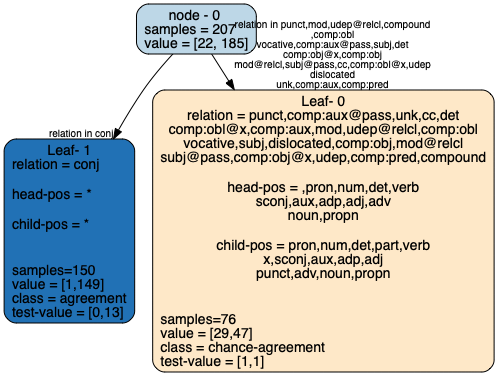 node - 0
samples = 207
value = [22, 185]
relation in punct,mod,udep@relcl,compound
,comp:obl
vocative,comp:aux@pass,subj,det
comp:obj@x,comp:obj
mod@relcl,subj@pass,cc,comp:obl@x,udep
dislocated
unk,comp:aux,comp:pred
relation in conj
Leaf- 1
relation = conj
head-pos = *
child-pos = *
samples=150
value = [1,149]
class = agreement
test-value = [0,13]
Leaf- 0
relation = punct,comp:aux@pass,unk,cc,det
comp:obl@x,comp:aux,mod,udep@relcl,comp:obl
vocative,subj,dislocated,comp:obj,mod@relcl
subj@pass,comp:obj@x,udep,comp:pred,compound
head-pos = ,pron,num,det,verb
sconj,aux,adp,adj,adv
noun,propn
child-pos = pron,num,det,part,verb
x,sconj,aux,adp,adj
punct,adv,noun,propn
samples=76
value = [29,47]
class = chance-agreement
test-value = [1,1]